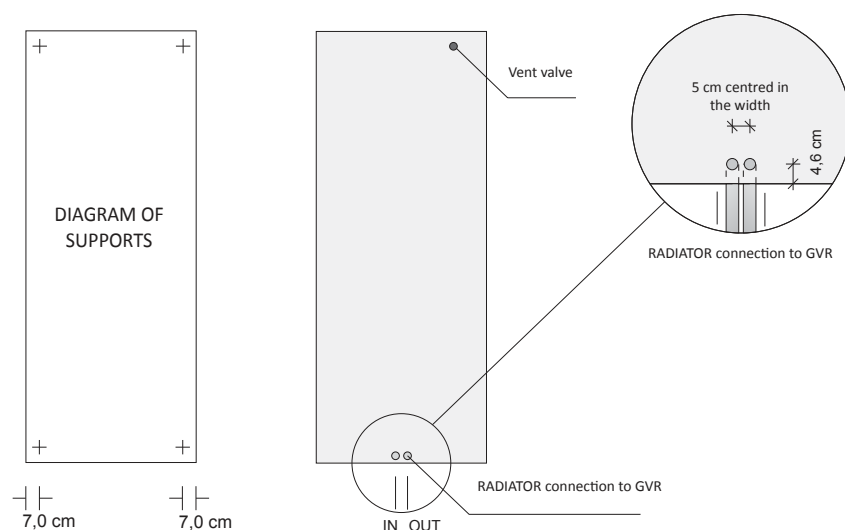 DIAGRAM OF
SUPPORTS
7,0 cm
7,0 cm
Vent valve
RADIATOR connection to GVR
IN OUT
5 cm centred in
the width
4,6 cm
RADIATOR connection to GVR